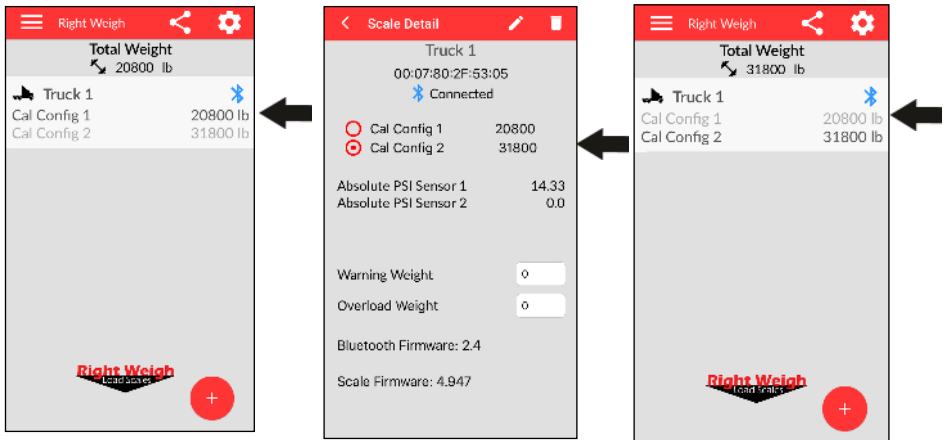 Right Weigh
Total Weight
20800 lb
Truck 1
Cal Config 1 20800 lb
Cal Config 2 31800 lb
Right Weigh
Load Scales
+
Scale Detail
Truck 1
00:07:80:2F:53:05
Connected
Cal Config 1 20800
Cal Config 2 31800
Absolute PSI Sensor 1 14.33
Absolute PSI Sensor 2 0.0
Warning Weight 0
Overload Weight 0
Bluetooth Firmware: 2.4
Scale Firmware: 4.947
Right Weigh
Total Weight
31800 lb
Truck 1
Cal Config 1 20800 lb
Cal Config 2 31800 lb
Right Weigh
Load Scales
+